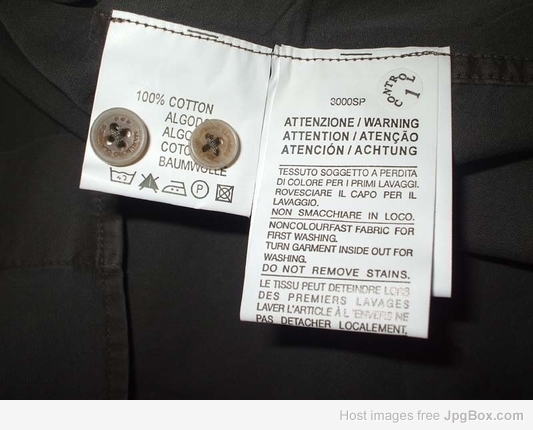 100% COTTON
BAUMWOLLE
CONTROL
1
3000SP
ATTENZIONE / WARNING
ATTENTION / ATENÇÃO
ATENCIÓN / ACHTUNG
TESSUTO SOGGETTO A PERDITA
DI COLORE PER I PRIMI LAVAGGI.
ROVESCIARE IL CAPO PER IL
LAVAGGIO.
NON SMACCHIARE IN LOCO.
NONCOLOURFAST FABRIC FOR
FIRST WASHING.
TURN GARMENT INSIDE OUT FOR
WASHING.
DO NOT REMOVE STAINS.
LE TISSU PEUT DETEINDRE LORS
DES PREMIERS LAVAGES
LAVER L'ARTICLE À L'ENVERS NE
PAS DETACHER LOCALEMENT.
P
Host images free JpgBox.com